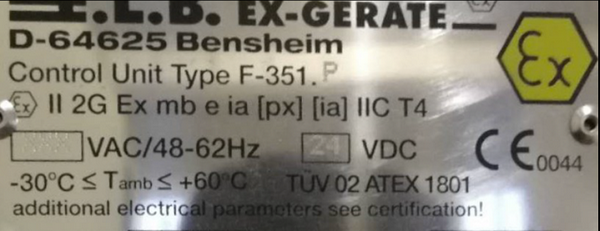 .L.B. EX-GERÄTE
D-64625 Bensheim
Control Unit Type F-351.P
Ex II 2G Ex mb e ia [px] [ia] IIC T4
Ex
VAC/48-62Hz 24 VDC CE 0044
-30°C ≤ Tamb ≤ +60°C TÜV 02 ATEX 1801
additional electrical parameters see certification!